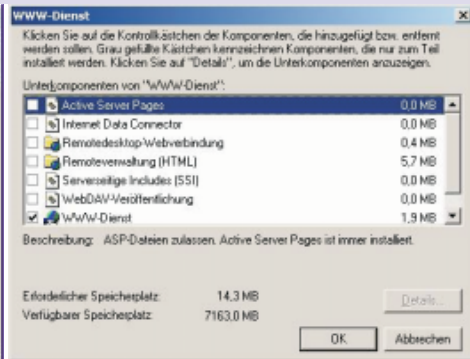 WWW-Dienst
Klicken Sie auf die Kontrollkästchen der Komponenten, die hinzugefügt bzw. entfernt
werden sollen. Grau gefüllte Kästchen kennzeichnen Komponenten, die nur zum Teil
installiert werden. Klicken Sie auf "Details", um die Unterkomponenten anzuzeigen.
Unterkomponenten von "WWW-Dienst":
Active Server Pages 0,0 MB
Internet Data Connector 0,0 MB
Remotedesktop-Webverbindung 0,4 MB
Remoteverwaltung (HTML) 5,7 MB
Serverseitige Includes (SSI) 0,0 MB
WebDAV-Veröffentlichung 0,0 MB
WWW-Dienst 1,9 MB
Beschreibung: ASP-Dateien zulassen. Active Server Pages ist immer installiert.
Erforderlicher Speicherplatz: 14,3 MB
Details...
Verfügbarer Speicherplatz: 7163,0 MB
OK Abbrechen